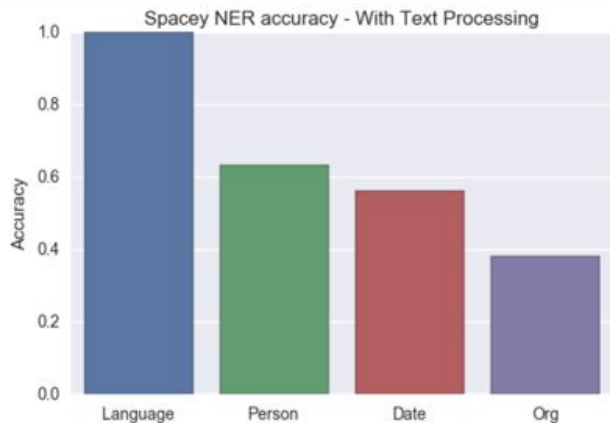 Spacey NER accuracy - With Text Processing
1.0
0.8
0.6
0.4
0.2
0.0
Accuracy
Language Person Date Org